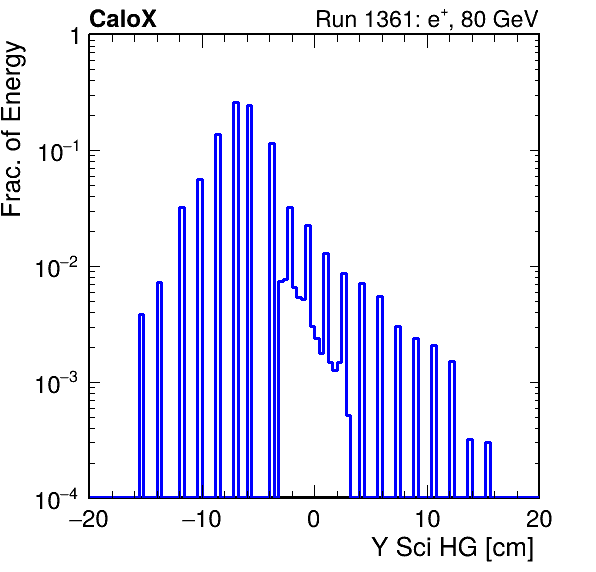 CaloX Run 1361: e⁺, 80 GeV
Frac. of Energy
1
10⁻¹
10⁻²
10⁻³
10⁻⁴
−20 −10 0 10 20
Y Sci HG [cm]